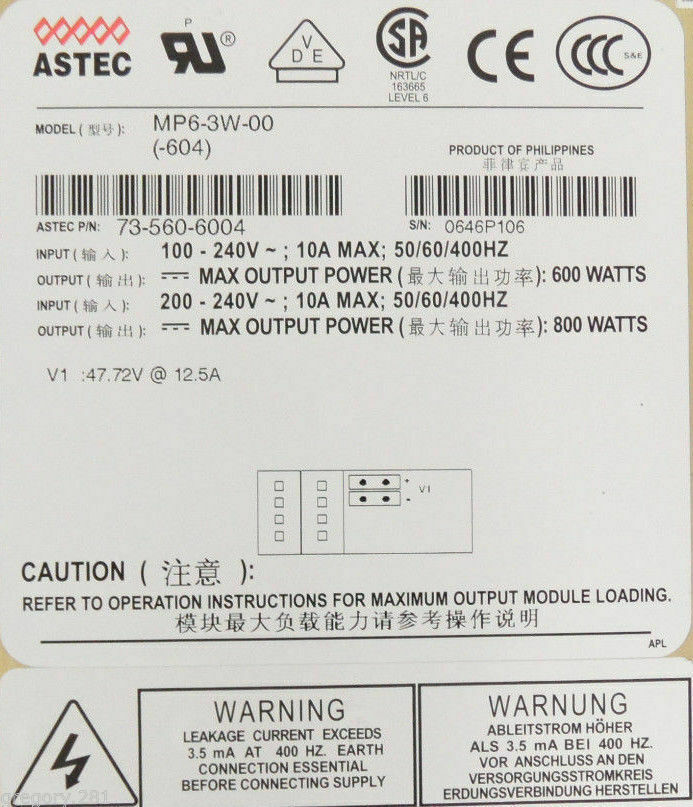 ASTEC
P
RU ®
V
D E
SA
NRTL/C
163665
LEVEL 6
CE
CCC
S&E
MODEL ( 型号 ): MP6-3W-00
(-604)
PRODUCT OF PHILIPPINES
菲律宾产品
ASTEC P/N: 73-560-6004
S/N: 0646P106
INPUT ( 输入 ): 100 - 240V ~ ; 10A MAX; 50/60/400HZ
OUTPUT ( 输出 ): MAX OUTPUT POWER ( 最大输出功率): 600 WATTS
INPUT ( 输入 ): 200 - 240V ~ ; 10A MAX; 50/60/400HZ
OUTPUT ( 输出 ): MAX OUTPUT POWER ( 最大输出功率): 800 WATTS
V1 :47.72V @ 12.5A
+
V1
-
CAUTION ( 注意 ):
REFER TO OPERATION INSTRUCTIONS FOR MAXIMUM OUTPUT MODULE LOADING.
模块最大负载能力请参考操作说明
APL
WARNING
LEAKAGE CURRENT EXCEEDS
3.5 mA AT 400 HZ. EARTH
CONNECTION ESSENTIAL
BEFORE CONNECTING SUPPLY
WARNUNG
ABLEITSTROM HÖHER
ALS 3.5 mA BEI 400 HZ.
VOR ANSCHLUSS AN DEN
VERSORGUNGSSTROMKREIS
ERDUNGSVERBINDUNG HERSTELLEN
gregory_281